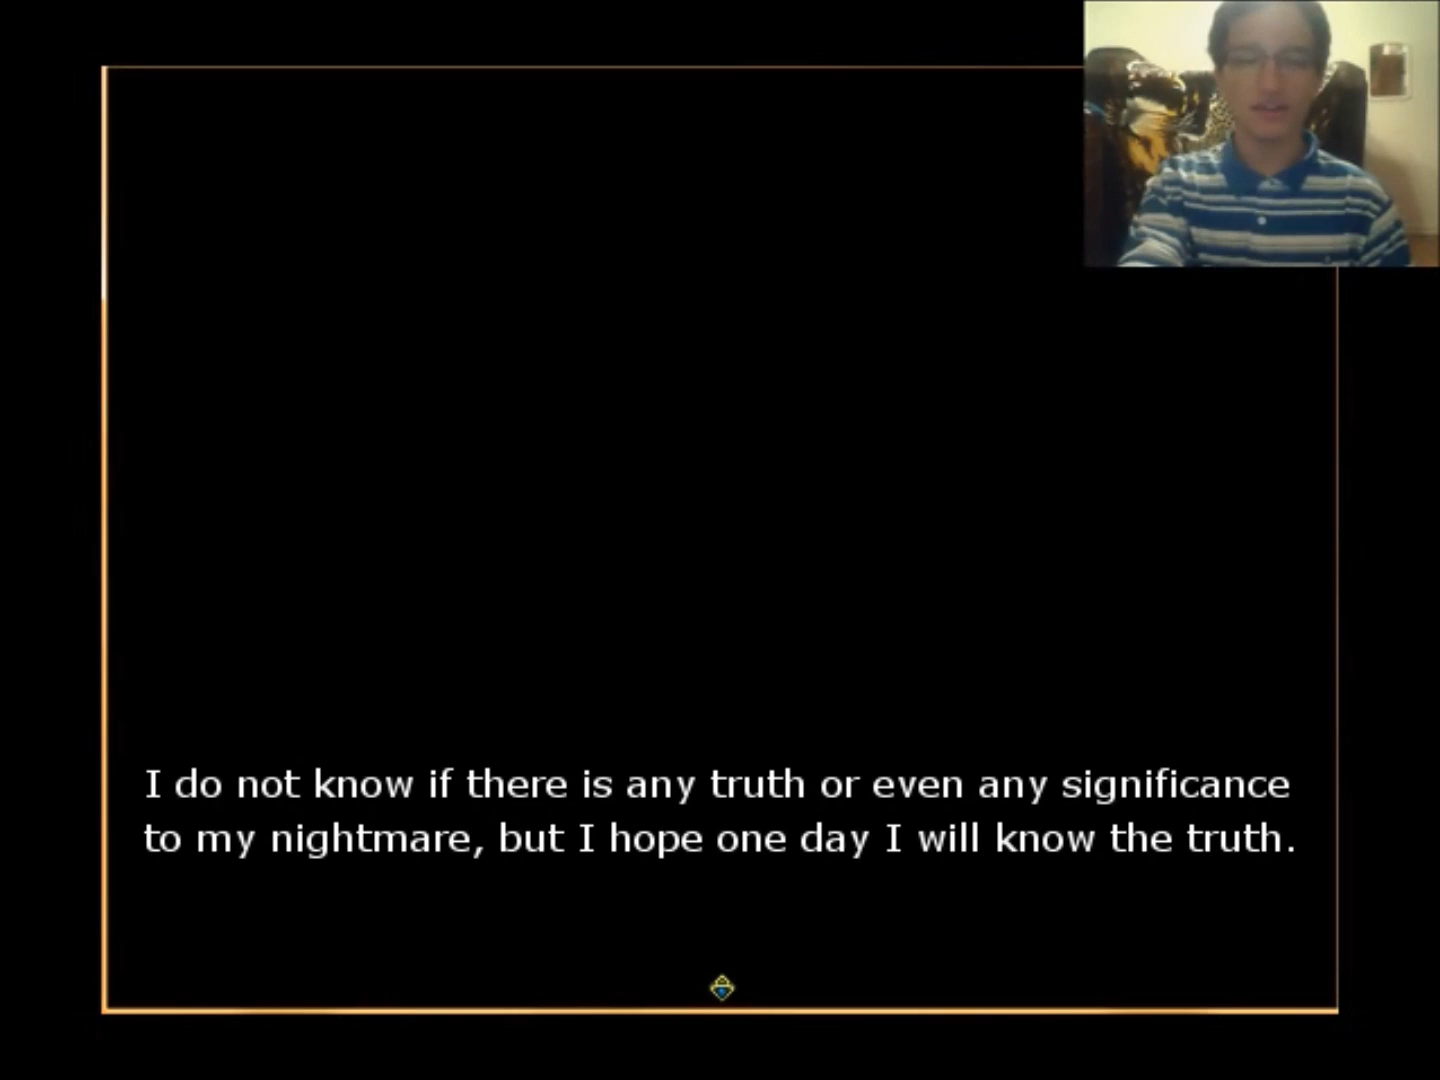 I do not know if there is any truth or even any significance
to my nightmare, but I hope one day I will know the truth.